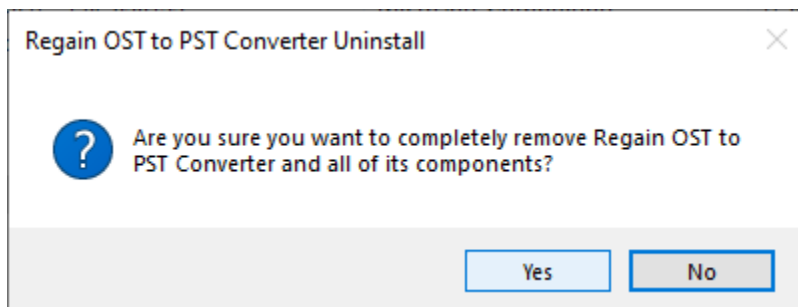 Regain OST to PST Converter Uninstall
Are you sure you want to completely remove Regain OST to
PST Converter and all of its components?
Yes No